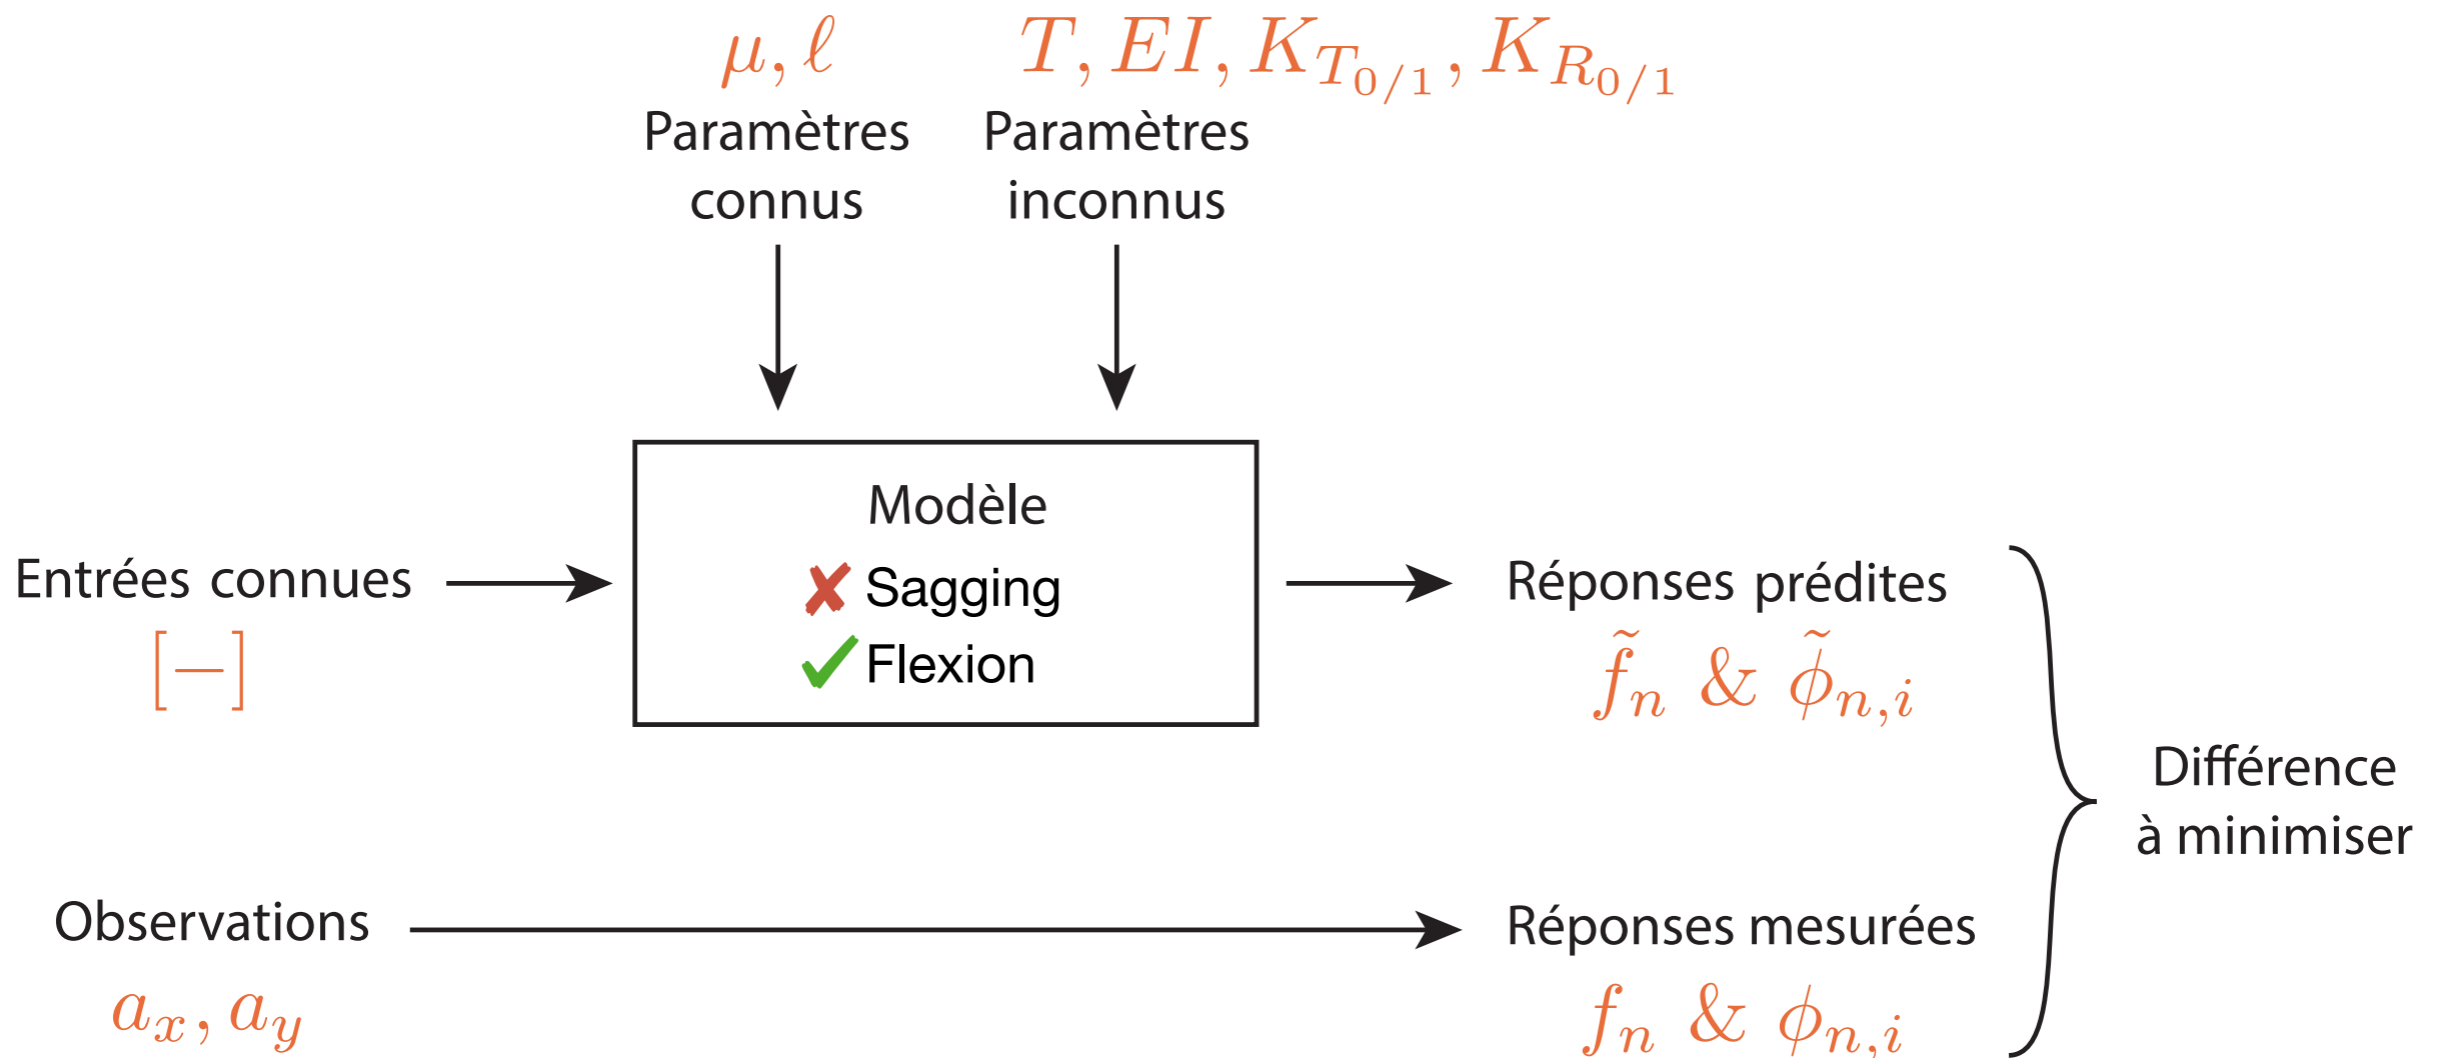 μ, ℓ
T, EI, K_{T_{0/1}}, K_{R_{0/1}}
Paramètres
connus
Paramètres
inconnus
Modèle
✘ Sagging
✓ Flexion
Entrées connues
[−]
Réponses prédites
f̃_n & ϕ̃_{n,i}
Différence
à minimiser
Observations
a_x, a_y
Réponses mesurées
f_n & ϕ_{n,i}